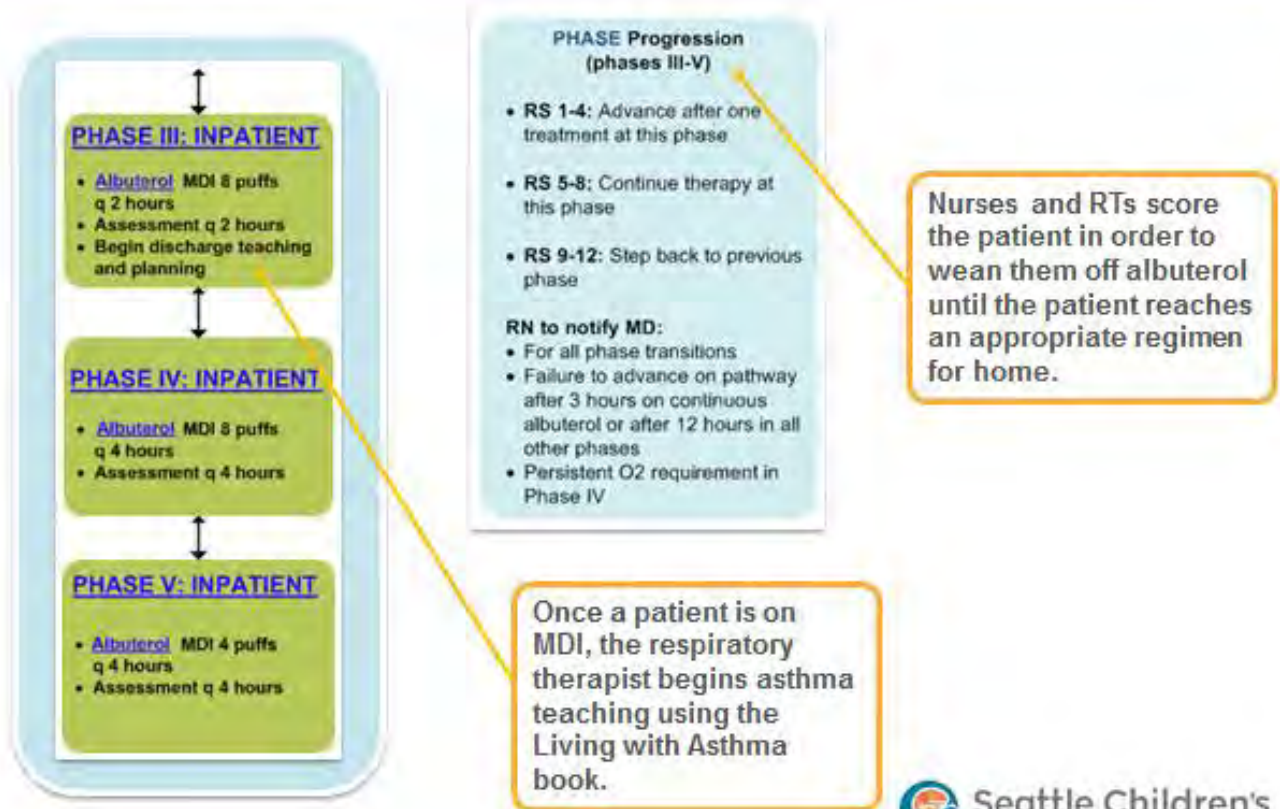 PHASE III: INPATIENT
• Albuterol MDI 8 puffs
q 2 hours
• Assessment q 2 hours
• Begin discharge teaching
and planning
PHASE IV: INPATIENT
• Albuterol MDI 8 puffs
q 4 hours
• Assessment q 4 hours
PHASE V: INPATIENT
• Albuterol MDI 4 puffs
q 4 hours
• Assessment q 4 hours
PHASE Progression
(phases III-V)
• RS 1-4: Advance after one
treatment at this phase
• RS 5-8: Continue therapy at
this phase
• RS 9-12: Step back to previous
phase
RN to notify MD:
• For all phase transitions
• Failure to advance on pathway
after 3 hours on continuous
albuterol or after 12 hours in all
other phases
• Persistent O2 requirement in
Phase IV
Nurses and RTs score
the patient in order to
wean them off albuterol
until the patient reaches
an appropriate regimen
for home.
Once a patient is on
MDI, the respiratory
therapist begins asthma
teaching using the
Living with Asthma
book.
Seattle Children's